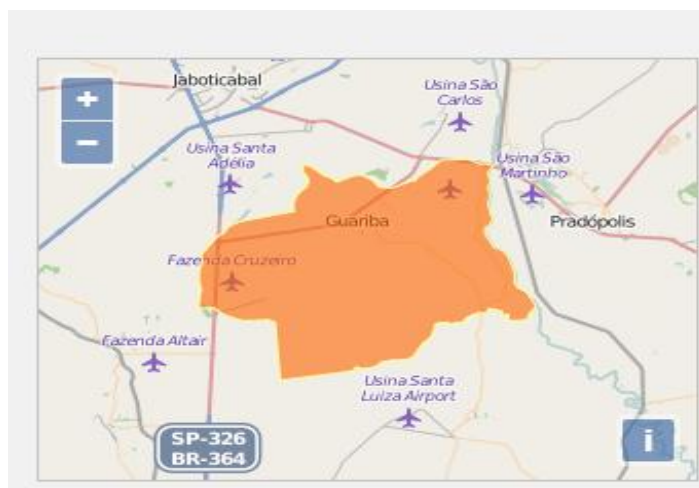 Jaboticabal
Usina São
Carlos
+
−
Usina Santa
Adélia
Usina São
Martinho
Guariba
Pradópolis
Fazenda Cruzeiro
Fazenda Altair
Usina Santa
Luiza Airport
SP-326
BR-364
i